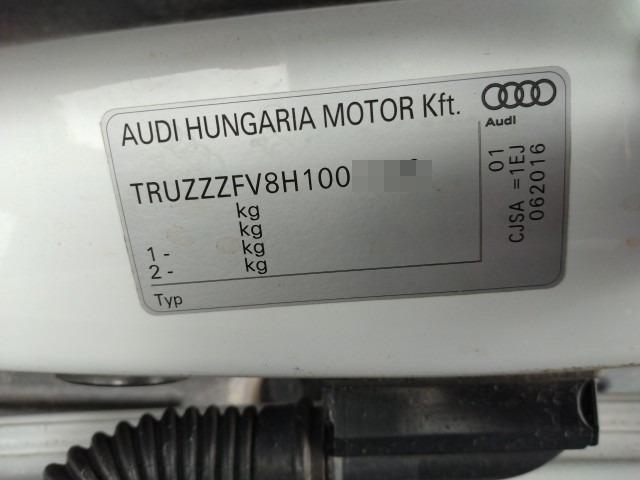 AUDI HUNGARIA MOTOR Kft.
Audi
TRUZZZFV8H100
kg
kg
1 - kg
2 - kg
Typ
01
CJSA =1EJ
062016